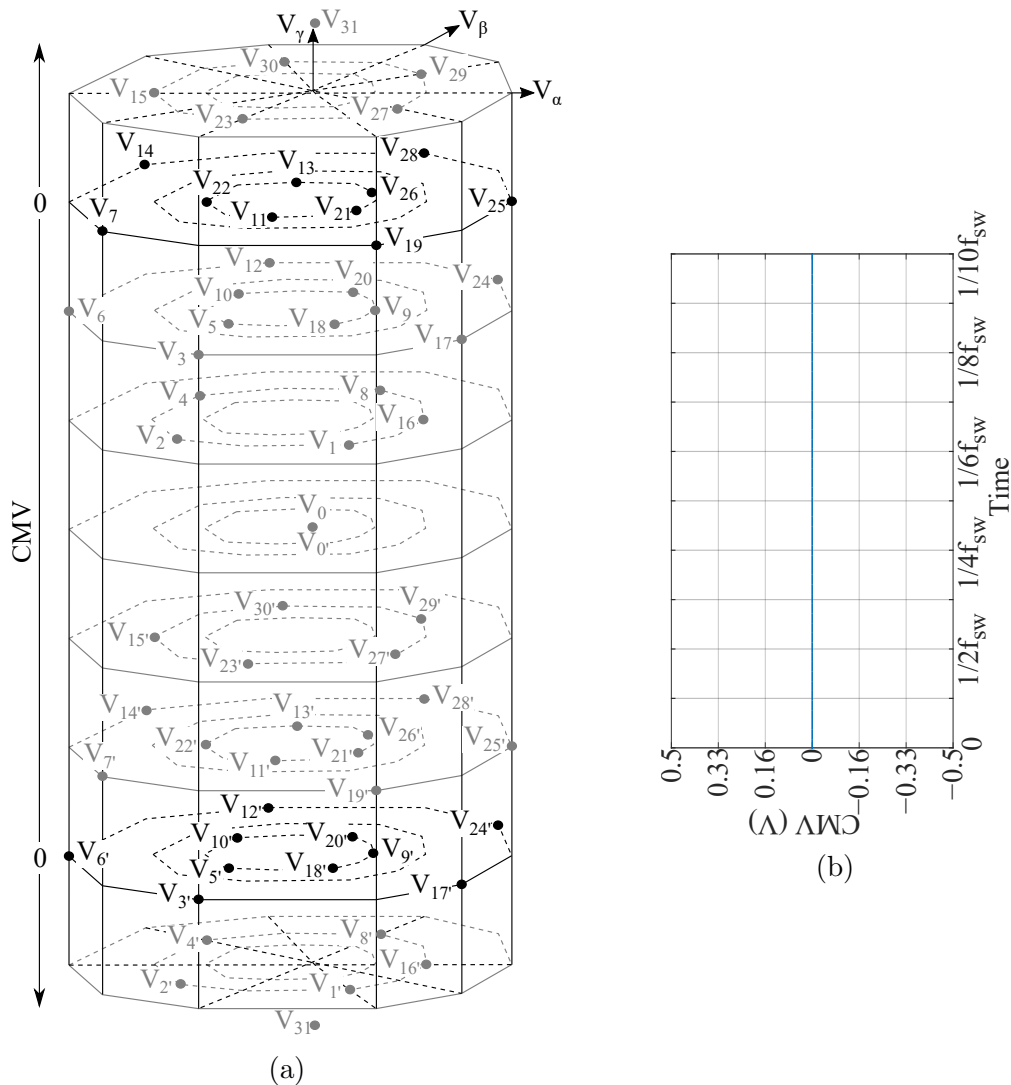 V31
Vγ
Vβ
V30
V29
V15
Vα
V27
V23
V14
V28
V13
V22
V26
0
V25
V7
V11
V21
V19
V12
V20
V24
V10
V6
V9
V5
V18
V17
V3
V8
V4
V16
V2
V1
CMV
V0
V0'
V30'
V29'
V15'
V27'
V23'
V14'
V28'
V13'
V22'
V26'
V25'
V7'
V11'
V21'
V19'
V12'
V24'
V10'
V20'
0
V6'
V9'
V5'
V18'
V17'
V3'
V4'
V8'
V16'
V2'
V1'
V31
(a)
0.5
0.33
0.16
0
−0.16
−0.33
−0.5
CMV (V)
0
1/2fsw
1/4fsw
1/6fsw
1/8fsw
1/10fsw
Time
(b)